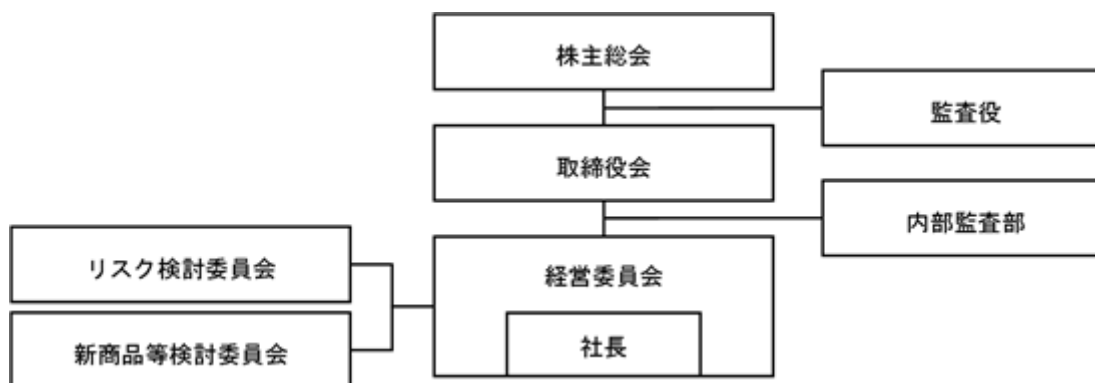 株主総会
監査役
取締役会
内部監査部
リスク検討委員会
経営委員会
新商品等検討委員会
社長